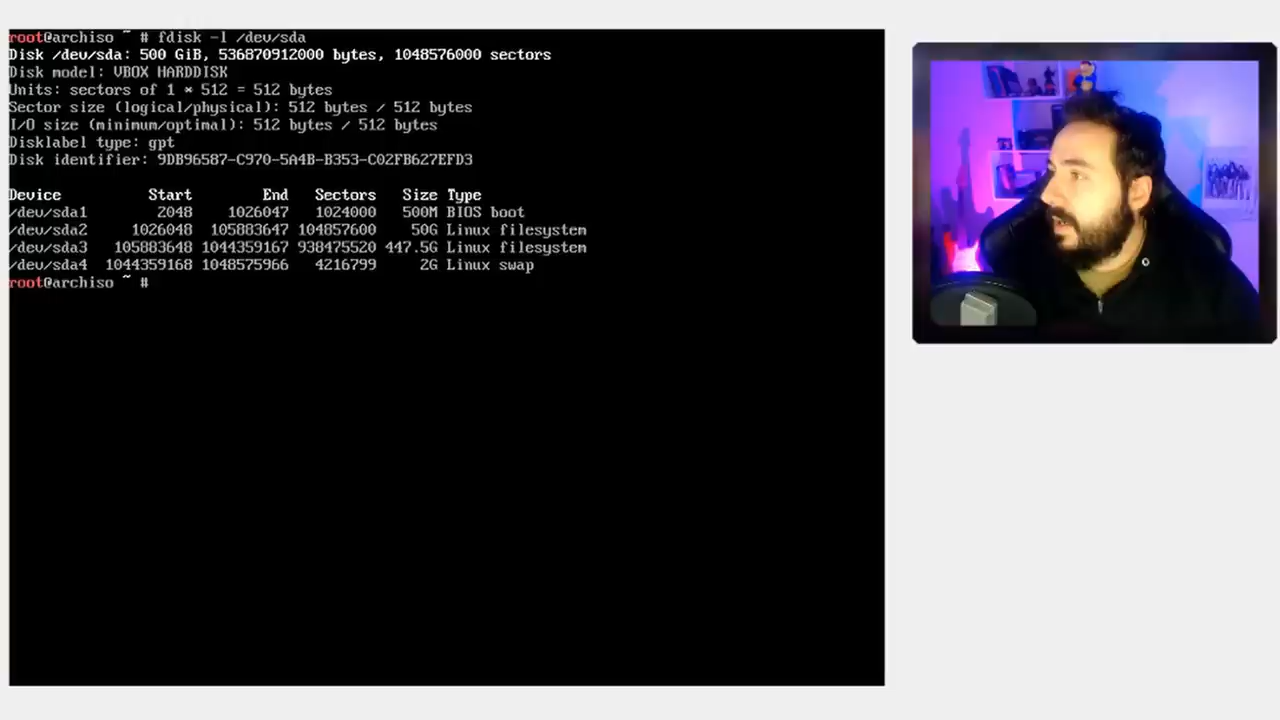 root@archiso ~ # fdisk -l /dev/sda
Disk /dev/sda: 500 GiB, 536870912000 bytes, 1048576000 sectors
Disk model: VBOX HARDDISK
Units: sectors of 1 * 512 = 512 bytes
Sector size (logical/physical): 512 bytes / 512 bytes
I/O size (minimum/optimal): 512 bytes / 512 bytes
Disklabel type: gpt
Disk identifier: 9DB96587-C970-5A4B-B353-C02FB627EFD3
Device Start End Sectors Size Type
/dev/sda1 2048 1026047 1024000 500M BIOS boot
/dev/sda2 1026048 105883647 104857600 50G Linux filesystem
/dev/sda3 105883648 1044359167 938475520 447.5G Linux filesystem
/dev/sda4 1044359168 1048575966 4216799 2G Linux swap
root@archiso ~ #